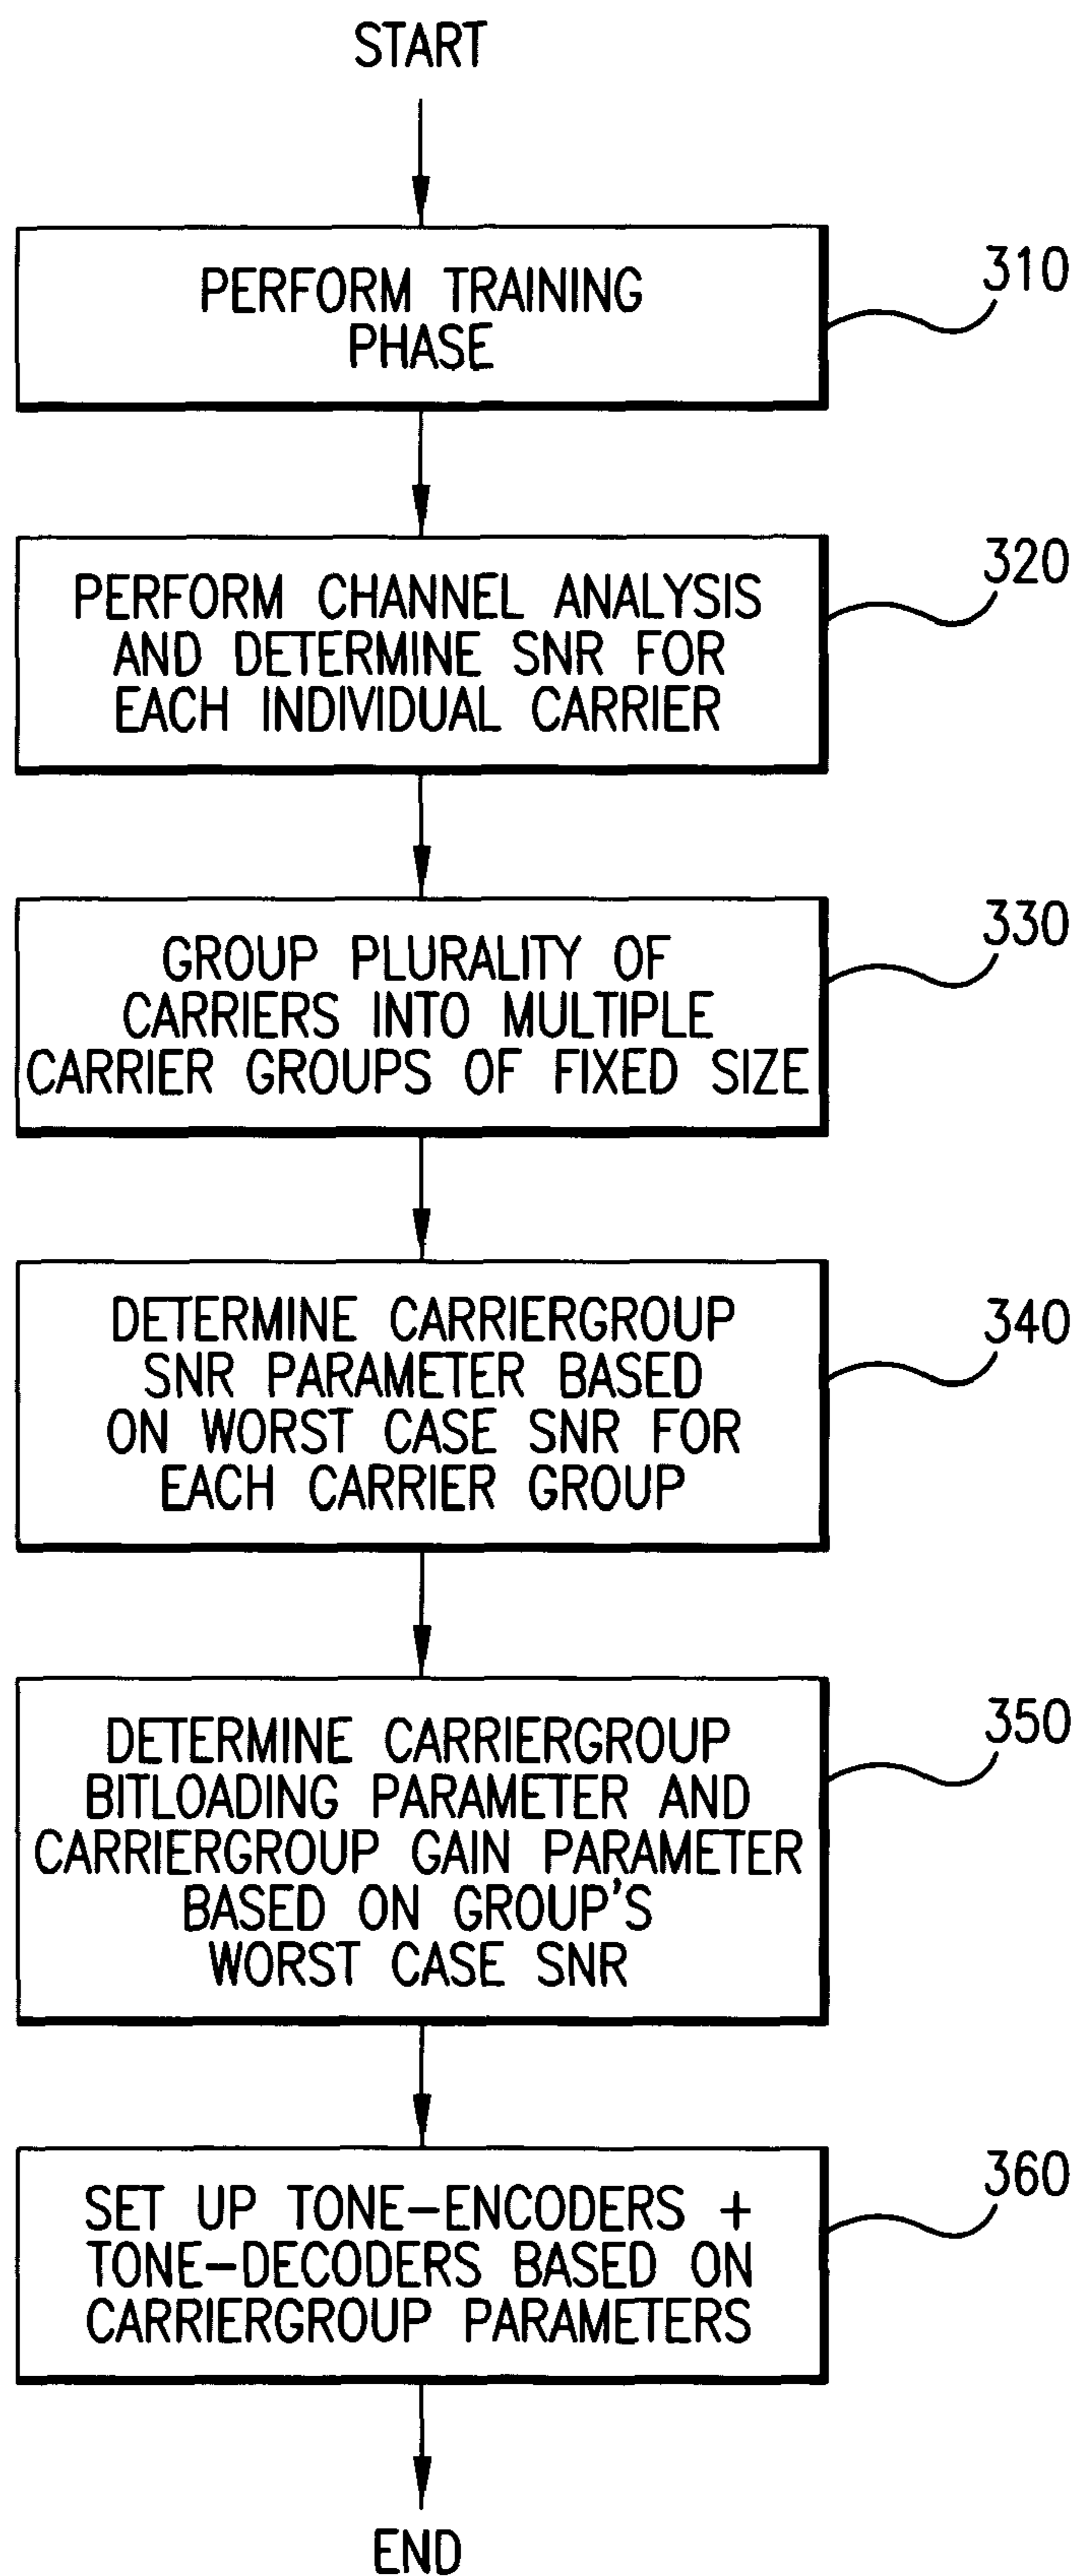 START
PERFORM TRAINING
PHASE
310
PERFORM CHANNEL ANALYSIS
AND DETERMINE SNR FOR
EACH INDIVIDUAL CARRIER
320
GROUP PLURALITY OF
CARRIERS INTO MULTIPLE
CARRIER GROUPS OF FIXED SIZE
330
DETERMINE CARRIERGROUP
SNR PARAMETER BASED
ON WORST CASE SNR FOR
EACH CARRIER GROUP
340
DETERMINE CARRIERGROUP
BITLOADING PARAMETER AND
CARRIERGROUP GAIN PARAMETER
BASED ON GROUP'S
WORST CASE SNR
350
SET UP TONE-ENCODERS +
TONE-DECODERS BASED ON
CARRIERGROUP PARAMETERS
360
END